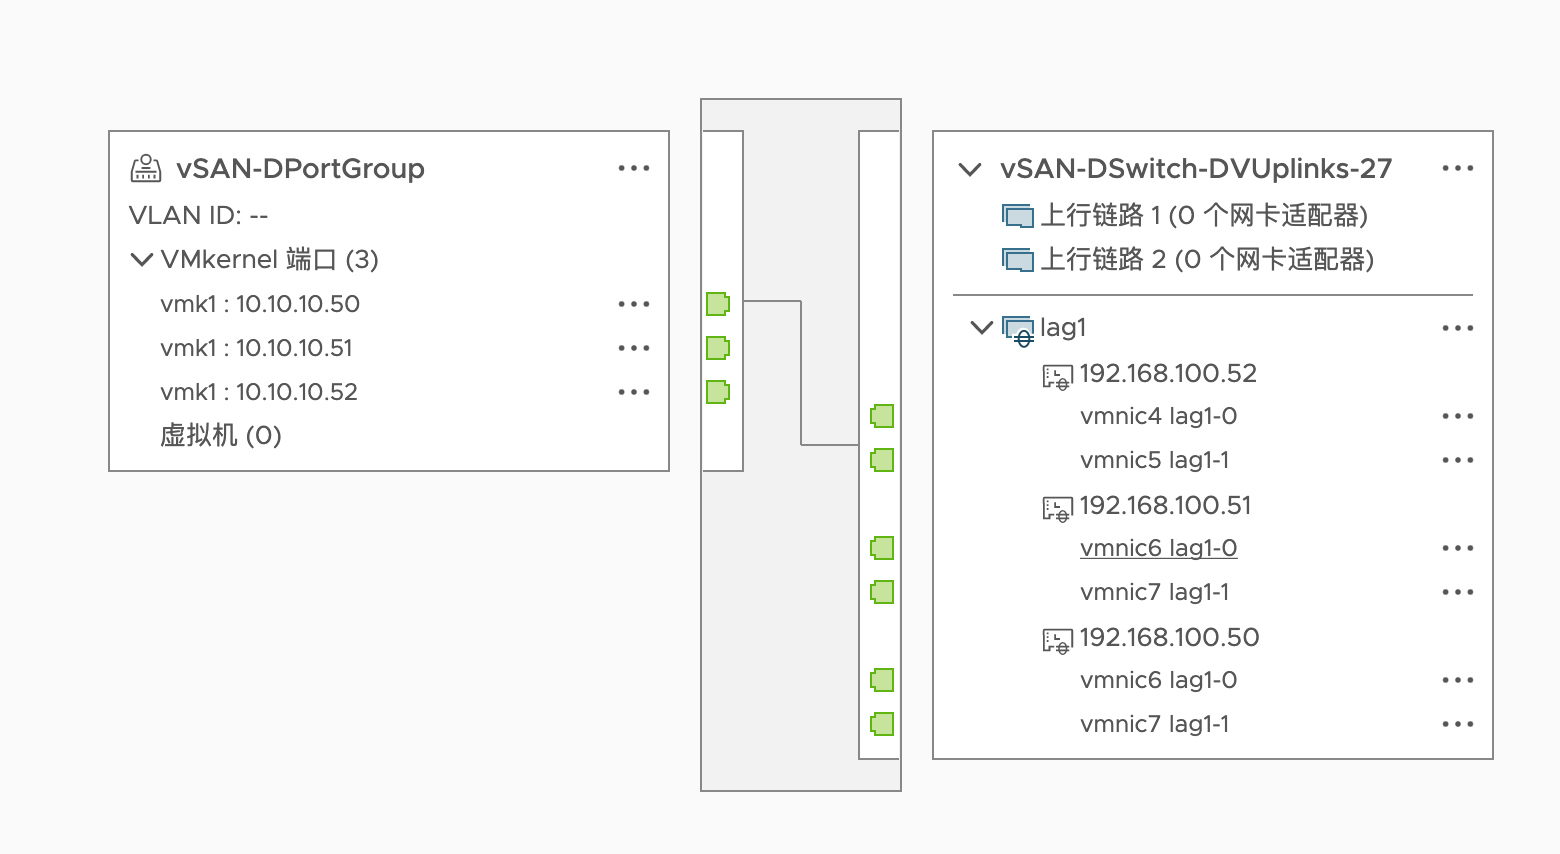 vSAN-DPortGroup
VLAN ID: --
VMkernel 端口 (3)
vmk1 : 10.10.10.50
vmk1 : 10.10.10.51
vmk1 : 10.10.10.52
虚拟机 (0)
vSAN-DSwitch-DVUplinks-27
上行链路 1 (0 个网卡适配器)
上行链路 2 (0 个网卡适配器)
lag1
192.168.100.52
vmnic4 lag1-0
vmnic5 lag1-1
192.168.100.51
vmnic6 lag1-0
vmnic7 lag1-1
192.168.100.50
vmnic6 lag1-0
vmnic7 lag1-1